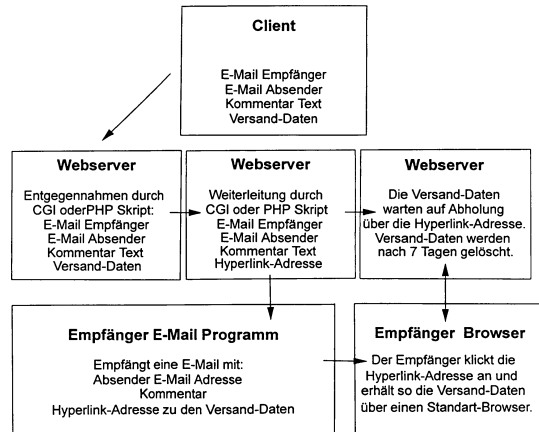 Client
E-Mail Empfänger
E-Mail Absender
Kommentar Text
Versand-Daten
Webserver
Entgegennahmen durch
CGI oderPHP Skript:
E-Mail Empfänger
E-Mail Absender
Kommentar Text
Versand-Daten
Webserver
Weiterleitung durch
CGI oder PHP Skript
E-Mail Empfänger
E-Mail Absender
Kommentar Text
Hyperlink-Adresse
Webserver
Die Versand-Daten
warten auf Abholung
über die Hyperlink-Adresse.
Versand-Daten werden
nach 7 Tagen gelöscht.
Empfänger E-Mail Programm
Empfängt eine E-Mail mit:
Absender E-Mail Adresse
Kommentar
Hyperlink-Adresse zu den Versand-Daten
Empfänger Browser
Der Empfänger klickt die
Hyperlink-Adresse an und
erhält so die Versand-Daten
über einen Standart-Browser.